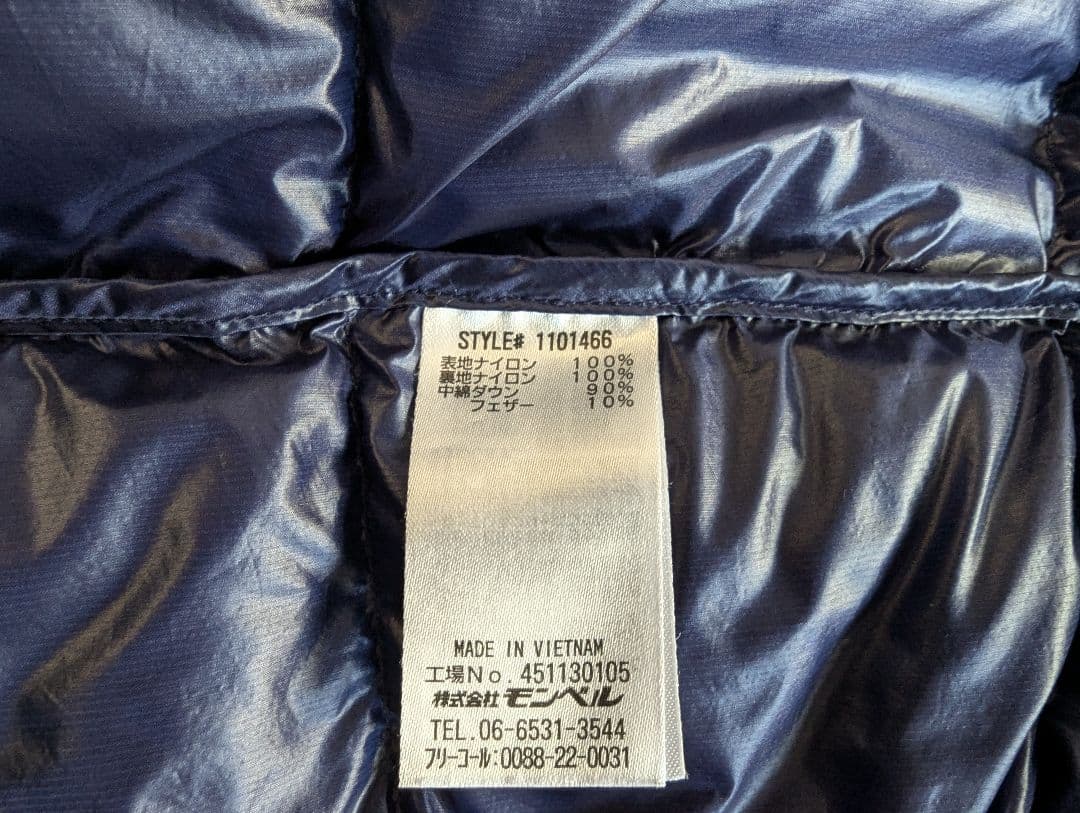 STYLE# 1101466
表地ナイロン 100%
裏地ナイロン 100%
中綿ダウン 90%
フェザー 10%
MADE IN VIETNAM
工場No.451130105
株式会社 モンベル
TEL.06-6531-3544
フリーコール:0088-22-0031